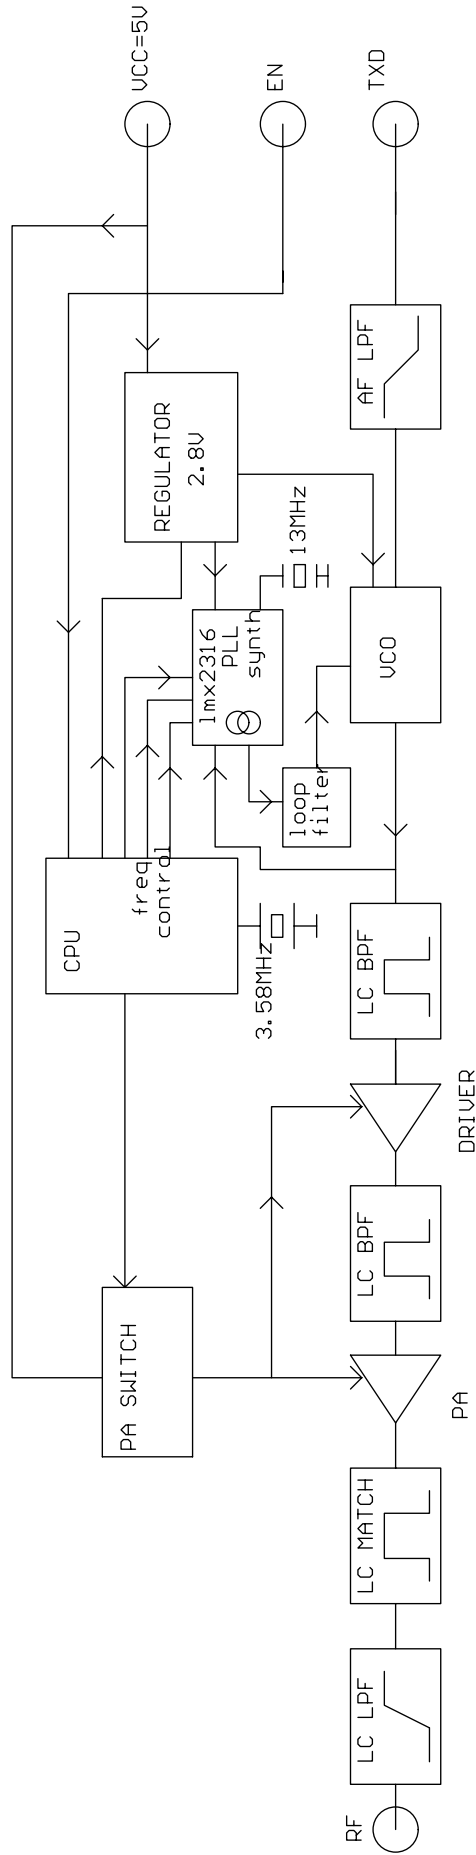 VCC=5V
EN
TXD
AF LPF
REGULATOR
2.8V
13MHz
lmx2316
PLL
synth
VCO
loop
filter
freq
control
CPU
3.58MHz
LC BPF
DRIVER
LC BPF
PA SWITCH
PA
LC MATCH
LC LPF
RF